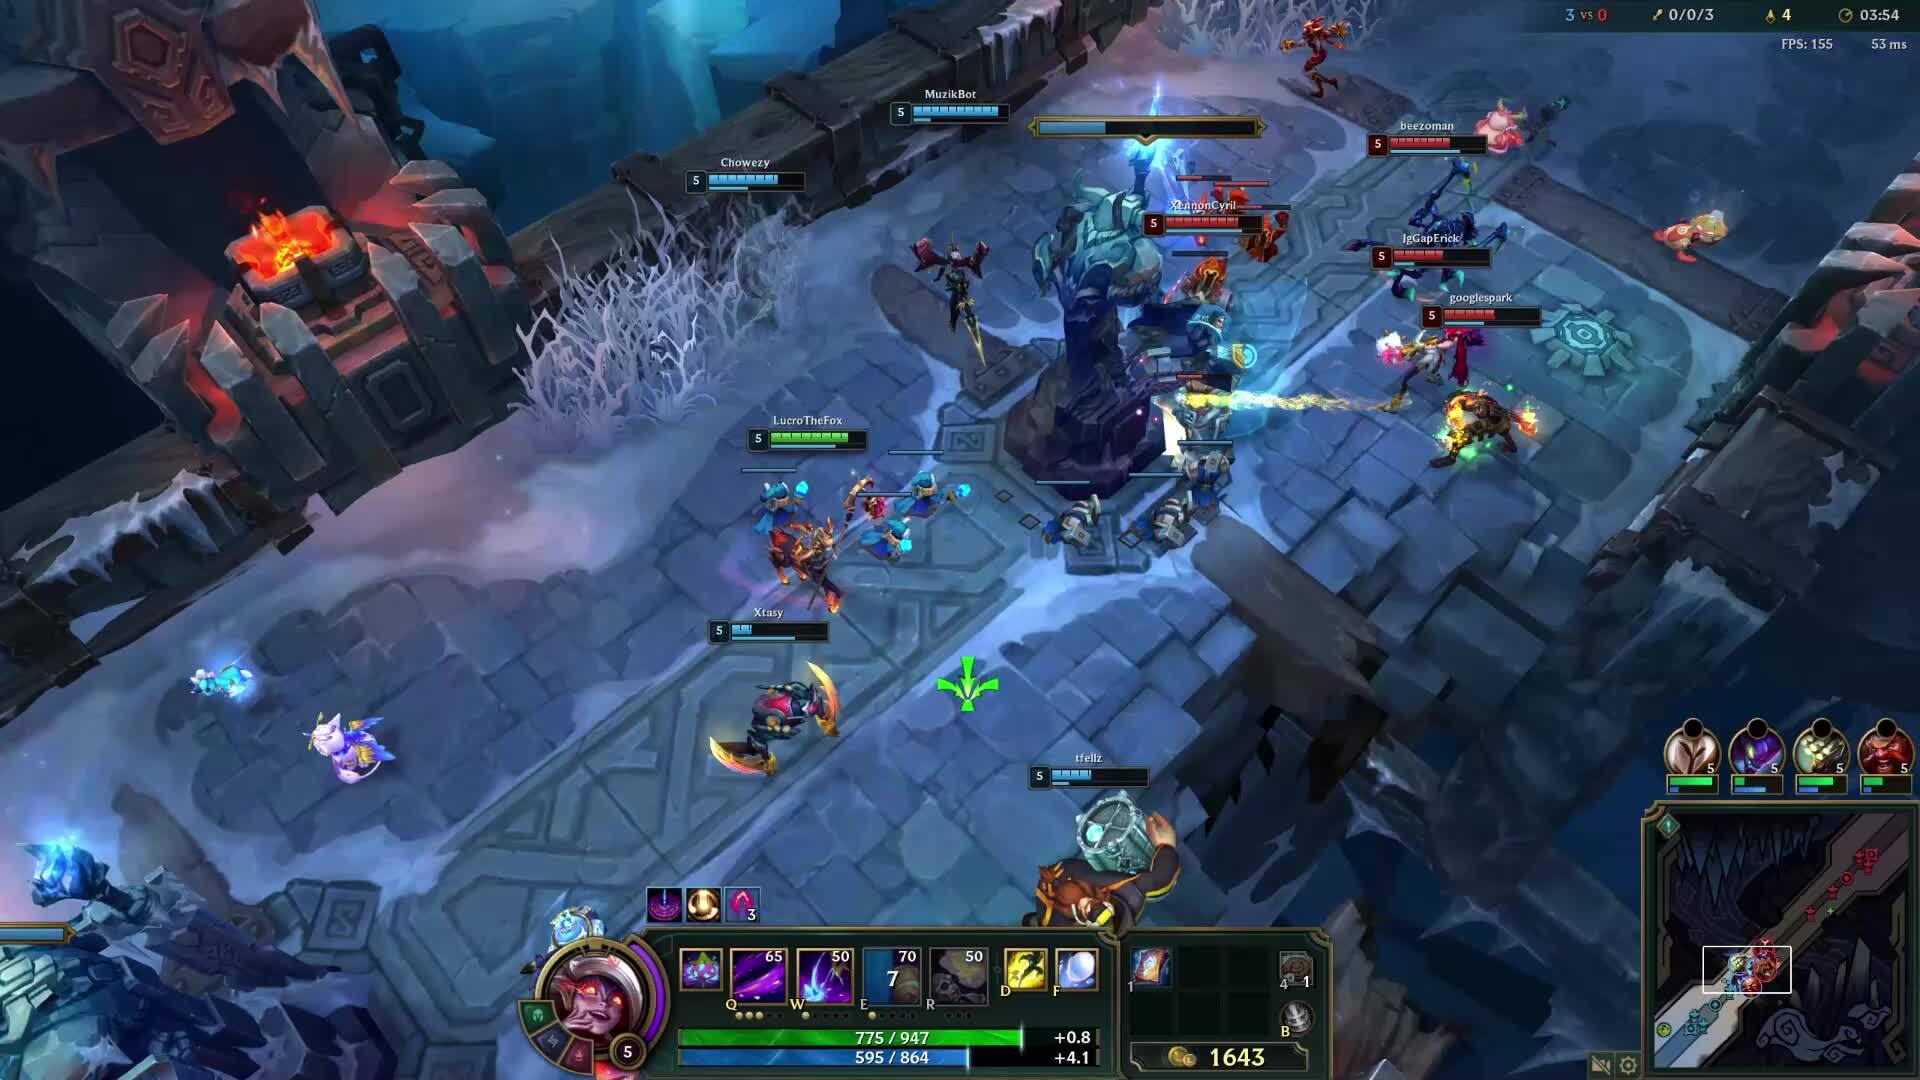 3 vs 0 0/0/3 4 03:54
FPS: 155 53 ms
MuzikBot
5
beezoman
5
Chowezy
5
XennonCyril
5
JgGapErick
5
googlespark
5
LucroTheFox
5
Xtasy
5
tfellz
5
5 5 5 5
3
65 50 70 50
7
Q W E R D F
1 4 1
B
5
775 / 947 +0.8
595 / 864 +4.1
1643